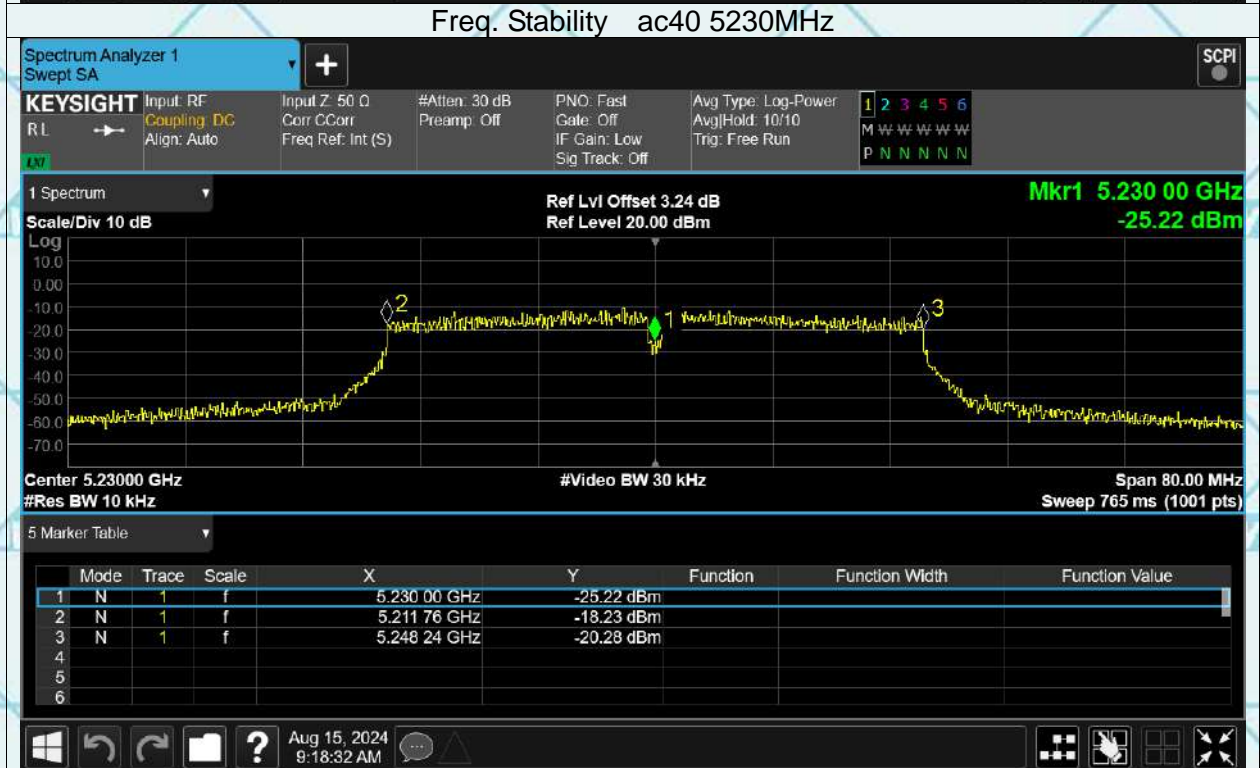 Freq. Stability ac40 5230MHz
Spectrum Analyzer 1
Swept SA
SCPI
KEYSIGHT
RL
LXI
Input: RF
Coupling: DC
Align: Auto
Input Z: 50 Ω
Corr CCorr
Freq Ref: Int (S)
#Atten: 30 dB
Preamp: Off
PNO: Fast
Gate: Off
IF Gain: Low
Sig Track: Off
Avg Type: Log-Power
Avg|Hold: 10/10
Trig: Free Run
1 2 3 4 5 6
M W W W W W
P N N N N N
1 Spectrum
Scale/Div 10 dB
Ref Lvl Offset 3.24 dB
Ref Level 20.00 dBm
Mkr1 5.230 00 GHz
-25.22 dBm
Log
10.0
0.00
-10.0
-20.0
-30.0
-40.0
-50.0
-60.0
-70.0
2
1
3
Center 5.23000 GHz
#Video BW 30 kHz
Span 80.00 MHz
#Res BW 10 kHz
Sweep 765 ms (1001 pts)
5 Marker Table
Mode Trace Scale X Y Function Function Width Function Value
1 N 1 f 5.230 00 GHz -25.22 dBm
2 N 1 f 5.211 76 GHz -18.23 dBm
3 N 1 f 5.248 24 GHz -20.28 dBm
4
5
6
?
Aug 15, 2024
9:18:32 AM